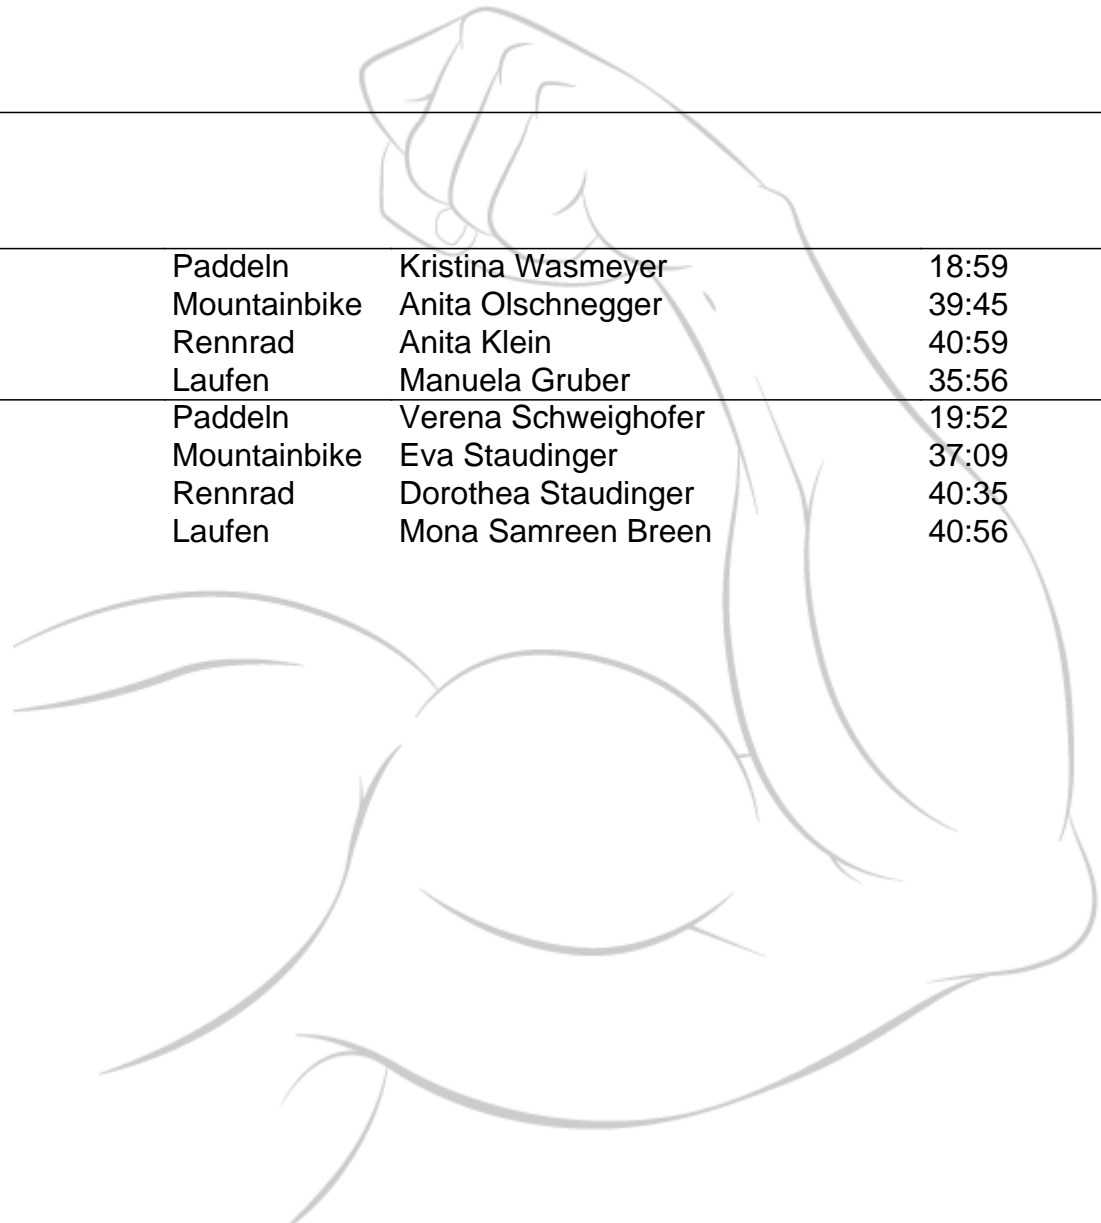 Paddeln Kristina Wasmeyer 18:59
Mountainbike Anita Olschnegger 39:45
Rennrad Anita Klein 40:59
Laufen Manuela Gruber 35:56
Paddeln Verena Schweighofer 19:52
Mountainbike Eva Staudinger 37:09
Rennrad Dorothea Staudinger 40:35
Laufen Mona Samreen Breen 40:56